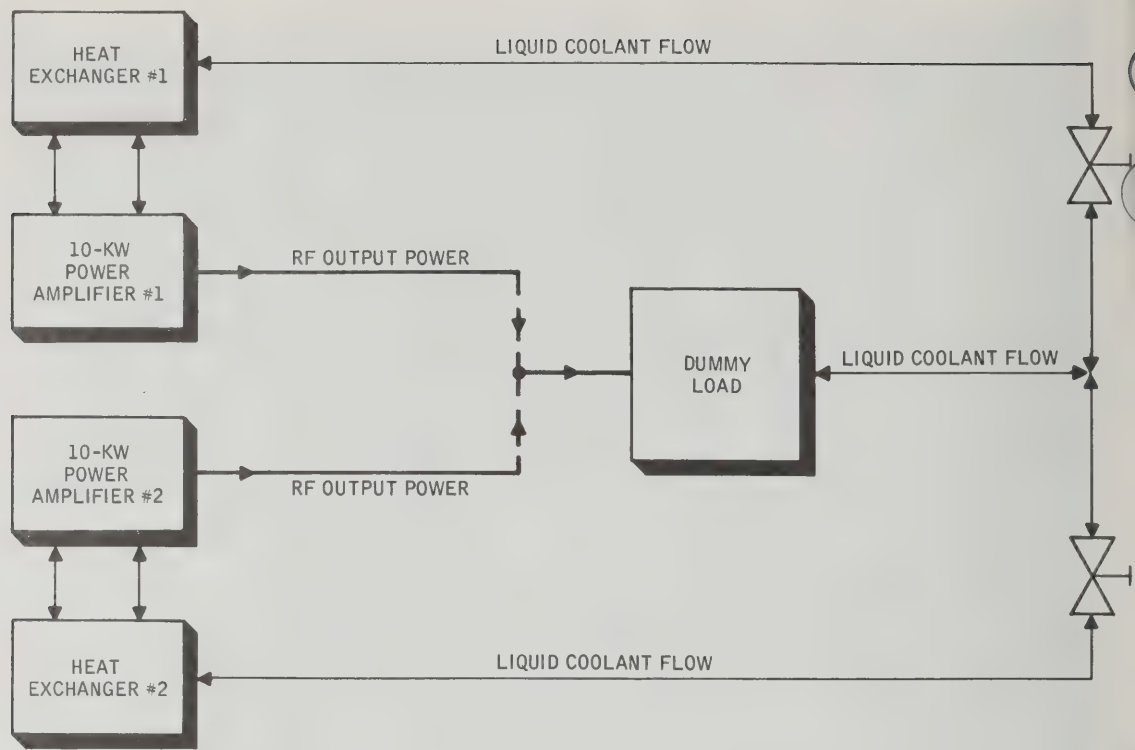 HEAT
EXCHANGER #1
LIQUID COOLANT FLOW
10-KW
POWER
AMPLIFIER #1
RF OUTPUT POWER
DUMMY
LOAD
LIQUID COOLANT FLOW
10-KW
POWER
AMPLIFIER #2
RF OUTPUT POWER
HEAT
EXCHANGER #2
LIQUID COOLANT FLOW